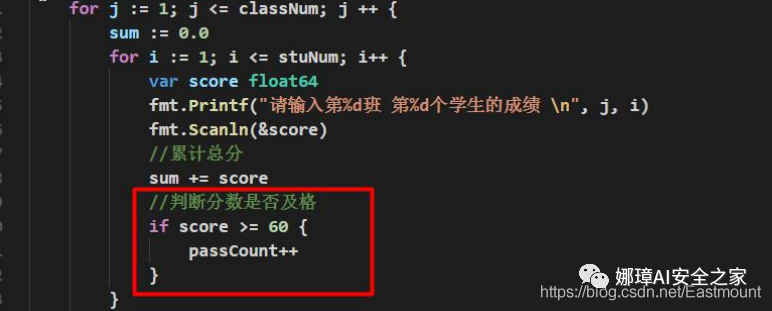 for j := 1; j <= classNum; j ++ {
sum := 0.0
for i := 1; i <= stuNum; i++ {
var score float64
fmt.Printf("请输入第%d班 第%d个学生的成绩 \n", j, i)
fmt.Scanln(&score)
//累计总分
sum += score
//判断分数是否及格
if score >= 60 {
passCount++
}
}
娜璋AI安全之家
https://blog.csdn.net/Eastmount